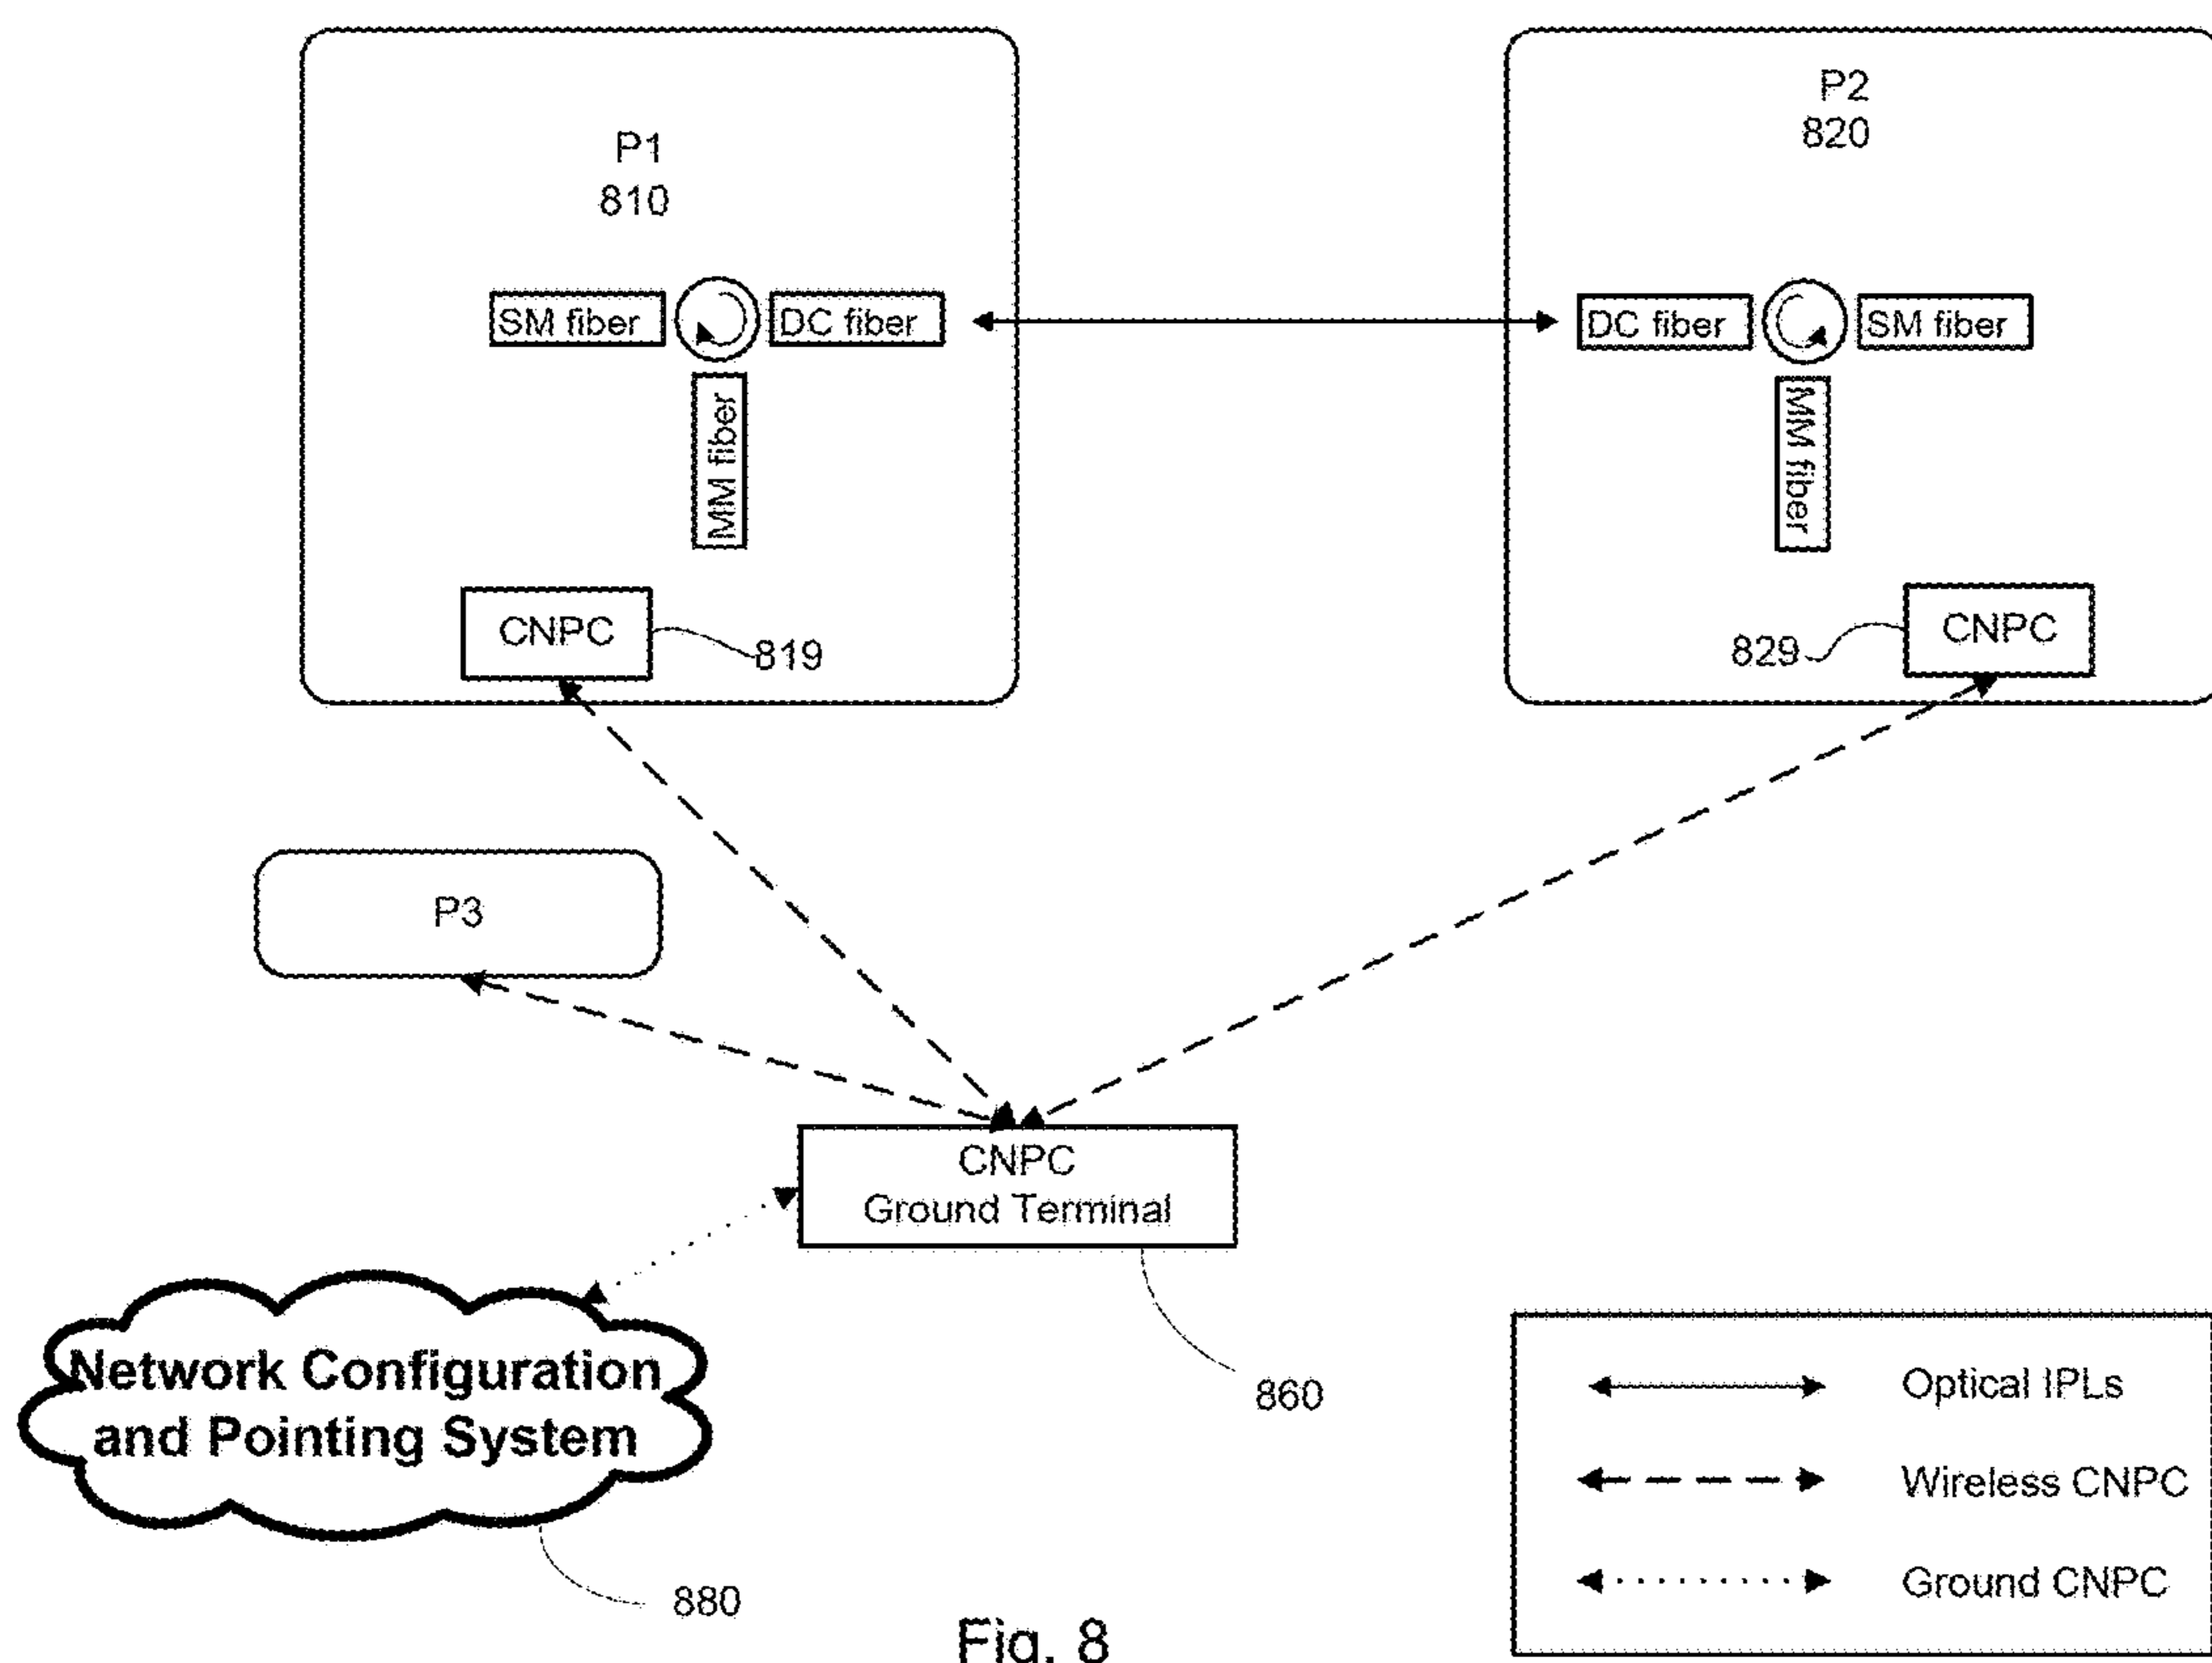 P1
810
SM fiber
DC fiber
MM fiber
CNPC
819
P2
820
DC fiber
SM fiber
MM fiber
829
CNPC
P3
CNPC
Ground Terminal
860
Network Configuration
and Pointing System
880
Optical IPLs
Wireless CNPC
Ground CNPC
Fig. 8